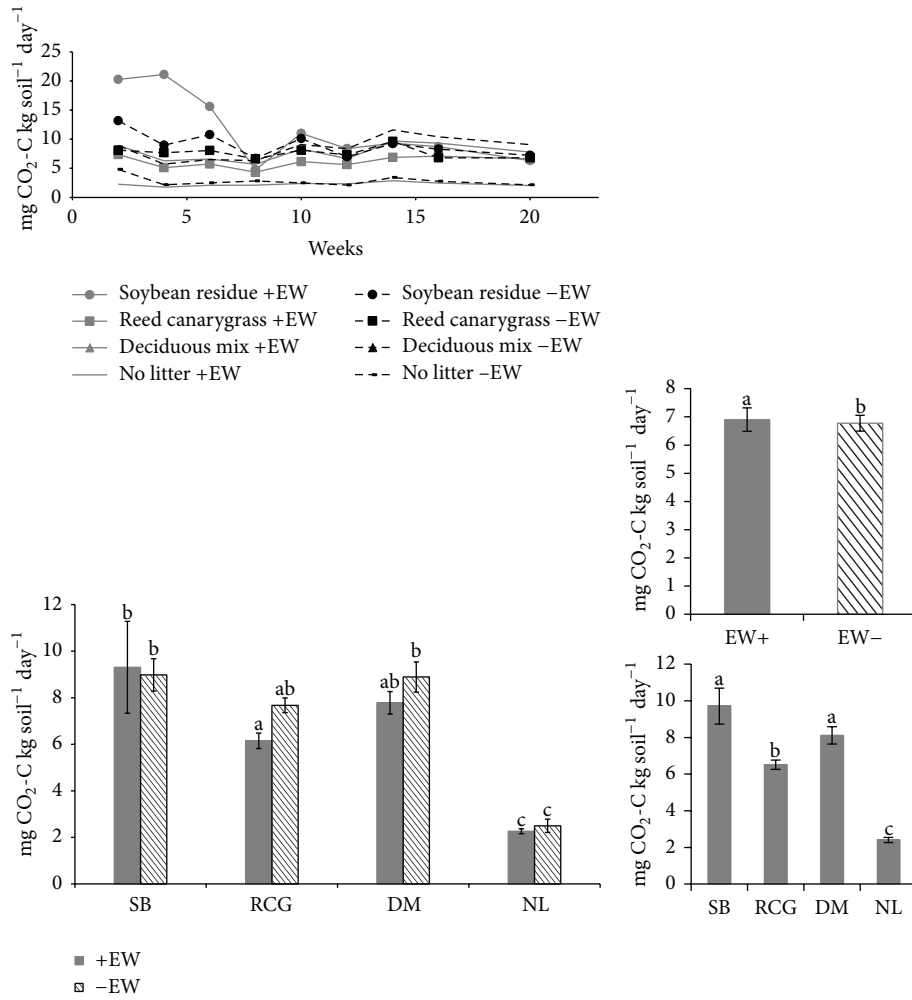 mg CO₂-C kg soil⁻¹ day⁻¹
25
20
15
10
5
0
0 5 10 15 20
Weeks
Soybean residue +EW
Reed canarygrass +EW
Deciduous mix +EW
No litter +EW
Soybean residue −EW
Reed canarygrass −EW
Deciduous mix −EW
No litter −EW
mg CO₂-C kg soil⁻¹ day⁻¹
8
7
6
5
4
3
2
1
0
a b
EW+ EW−
mg CO₂-C kg soil⁻¹ day⁻¹
12
10
8
6
4
2
0
b b a ab ab b c c
SB RCG DM NL
+EW
−EW
mg CO₂-C kg soil⁻¹ day⁻¹
12
10
8
6
4
2
0
a b a c
SB RCG DM NL